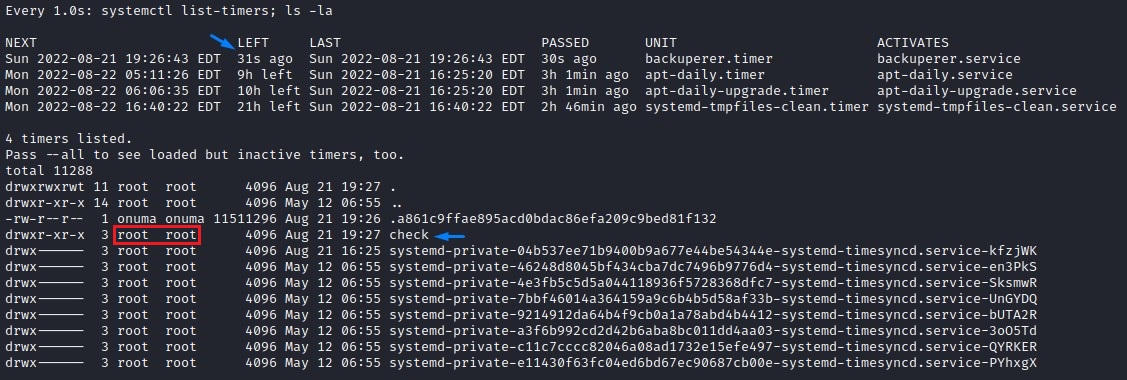 Every 1.0s: systemctl list-timers; ls -la
NEXT LEFT LAST PASSED UNIT ACTIVATES
Sun 2022-08-21 19:26:43 EDT 31s ago Sun 2022-08-21 19:26:43 EDT 30s ago backuperer.timer backuperer.service
Mon 2022-08-22 05:11:26 EDT 9h left Sun 2022-08-21 16:25:20 EDT 3h 1min ago apt-daily.timer apt-daily.service
Mon 2022-08-22 06:06:35 EDT 10h left Sun 2022-08-21 16:25:20 EDT 3h 1min ago apt-daily-upgrade.timer apt-daily-upgrade.service
Mon 2022-08-22 16:40:22 EDT 21h left Sun 2022-08-21 16:40:22 EDT 2h 46min ago systemd-tmpfiles-clean.timer systemd-tmpfiles-clean.service
4 timers listed.
Pass --all to see loaded but inactive timers, too.
total 11288
drwxrwxrwt 11 root root 4096 Aug 21 19:27 .
drwxr-xr-x 14 root root 4096 May 12 06:55 ..
-rw-r--r-- 1 onuma onuma 11511296 Aug 21 19:26 .a861c9ffae895acd0bdac86efa209c9bed81f132
drwxr-xr-x 3 root root 4096 Aug 21 19:27 check
drwx------ 3 root root 4096 Aug 21 16:25 systemd-private-04b537ee71b9400b9a677e44be54344e-systemd-timesyncd.service-kfzjWK
drwx------ 3 root root 4096 May 12 06:55 systemd-private-46248d8045bf434cba7dc7496b9776d4-systemd-timesyncd.service-en3PkS
drwx------ 3 root root 4096 May 12 06:55 systemd-private-4e3fb5c5d5a044118936f5728368dfc7-systemd-timesyncd.service-SksmwR
drwx------ 3 root root 4096 May 12 06:55 systemd-private-7bbf46014a364159a9c6b4b5d58af33b-systemd-timesyncd.service-UnGYDQ
drwx------ 3 root root 4096 May 12 06:55 systemd-private-9214912da64b4f9cb0a1a78abd4b4412-systemd-timesyncd.service-bUTA2R
drwx------ 3 root root 4096 May 12 06:55 systemd-private-a3f6b992cd2d42b6aba8bc011dd4aa03-systemd-timesyncd.service-3oO5Td
drwx------ 3 root root 4096 May 12 06:55 systemd-private-c11c7cccc82046a08ad1732e15efe497-systemd-timesyncd.service-QYRKER
drwx------ 3 root root 4096 May 12 06:55 systemd-private-e11430f63fc04ed6bd67ec90687cb00e-systemd-timesyncd.service-PYhxgX